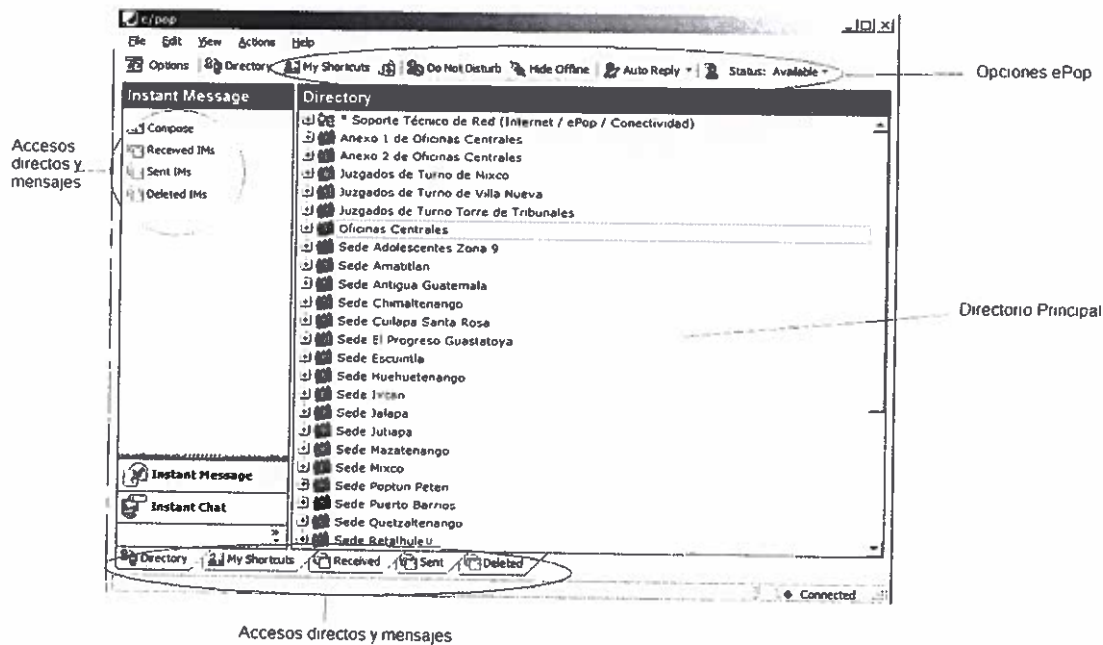 e/pop
File Edit View Actions Help
Options Directory My Shortcuts Do Not Disturb Hide Offline Auto Reply Status: Available
Opciones ePop
Instant Message
Directory
Compose
Received IMs
Sent IMs
Deleted IMs
Accesos
directos y
mensajes
* Soporte Técnico de Red (Internet / ePop / Conectividad)
Anexo 1 de Oficinas Centrales
Anexo 2 de Oficinas Centrales
Juzgados de Turno de Mixco
Juzgados de Turno de Villa Nueva
Juzgados de Turno Torre de Tribunales
Oficinas Centrales
Sede Adolescentes Zona 9
Sede Amatitlan
Sede Antigua Guatemala
Sede Chimaltenango
Sede Cuilapa Santa Rosa
Sede El Progreso Guastatoya
Sede Escuintla
Sede Huehuetenango
Sede Ixcan
Sede Jalapa
Sede Jutiapa
Sede Mazatenango
Sede Mixco
Sede Poptun Peten
Sede Puerto Barrios
Sede Quetzaltenango
Sede Retalhuleu
Directorio Principal
Instant Message
Instant Chat
Directory My Shortcuts Received Sent Deleted
Connected
Accesos directos y mensajes